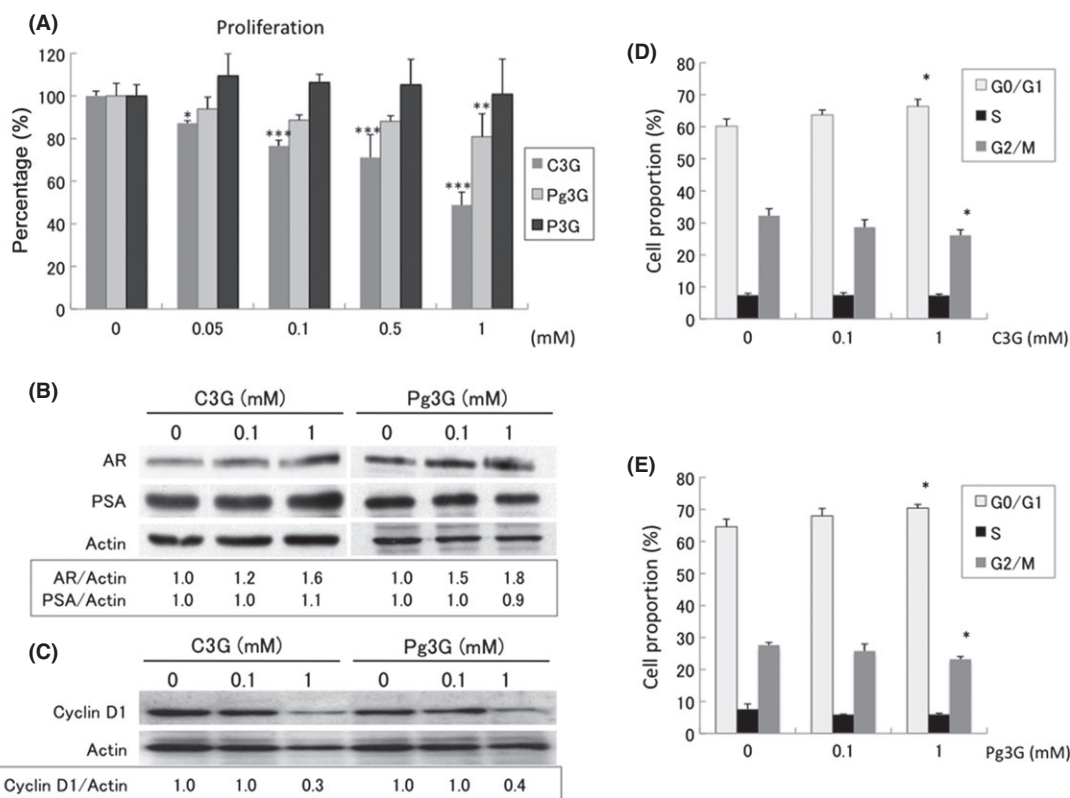 (A)
Proliferation
Percentage (%)
120
100
80
60
40
20
0
*
***
***
***
**
0 0.05 0.1 0.5 1 (mM)
C3G
Pg3G
P3G
(B)
C3G (mM) Pg3G (mM)
0 0.1 1 0 0.1 1
AR
PSA
Actin
AR/Actin 1.0 1.2 1.6 1.0 1.5 1.8
PSA/Actin 1.0 1.0 1.1 1.0 1.0 0.9
(C)
C3G (mM) Pg3G (mM)
0 0.1 1 0 0.1 1
Cyclin D1
Actin
Cyclin D1/Actin 1.0 1.0 0.3 1.0 1.0 0.4
(D)
Cell proportion (%)
80
70
60
50
40
30
20
10
0
*
*
0 0.1 1 C3G (mM)
G0/G1
S
G2/M
(E)
Cell proportion (%)
80
70
60
50
40
30
20
10
0
*
*
0 0.1 1 Pg3G (mM)
G0/G1
S
G2/M